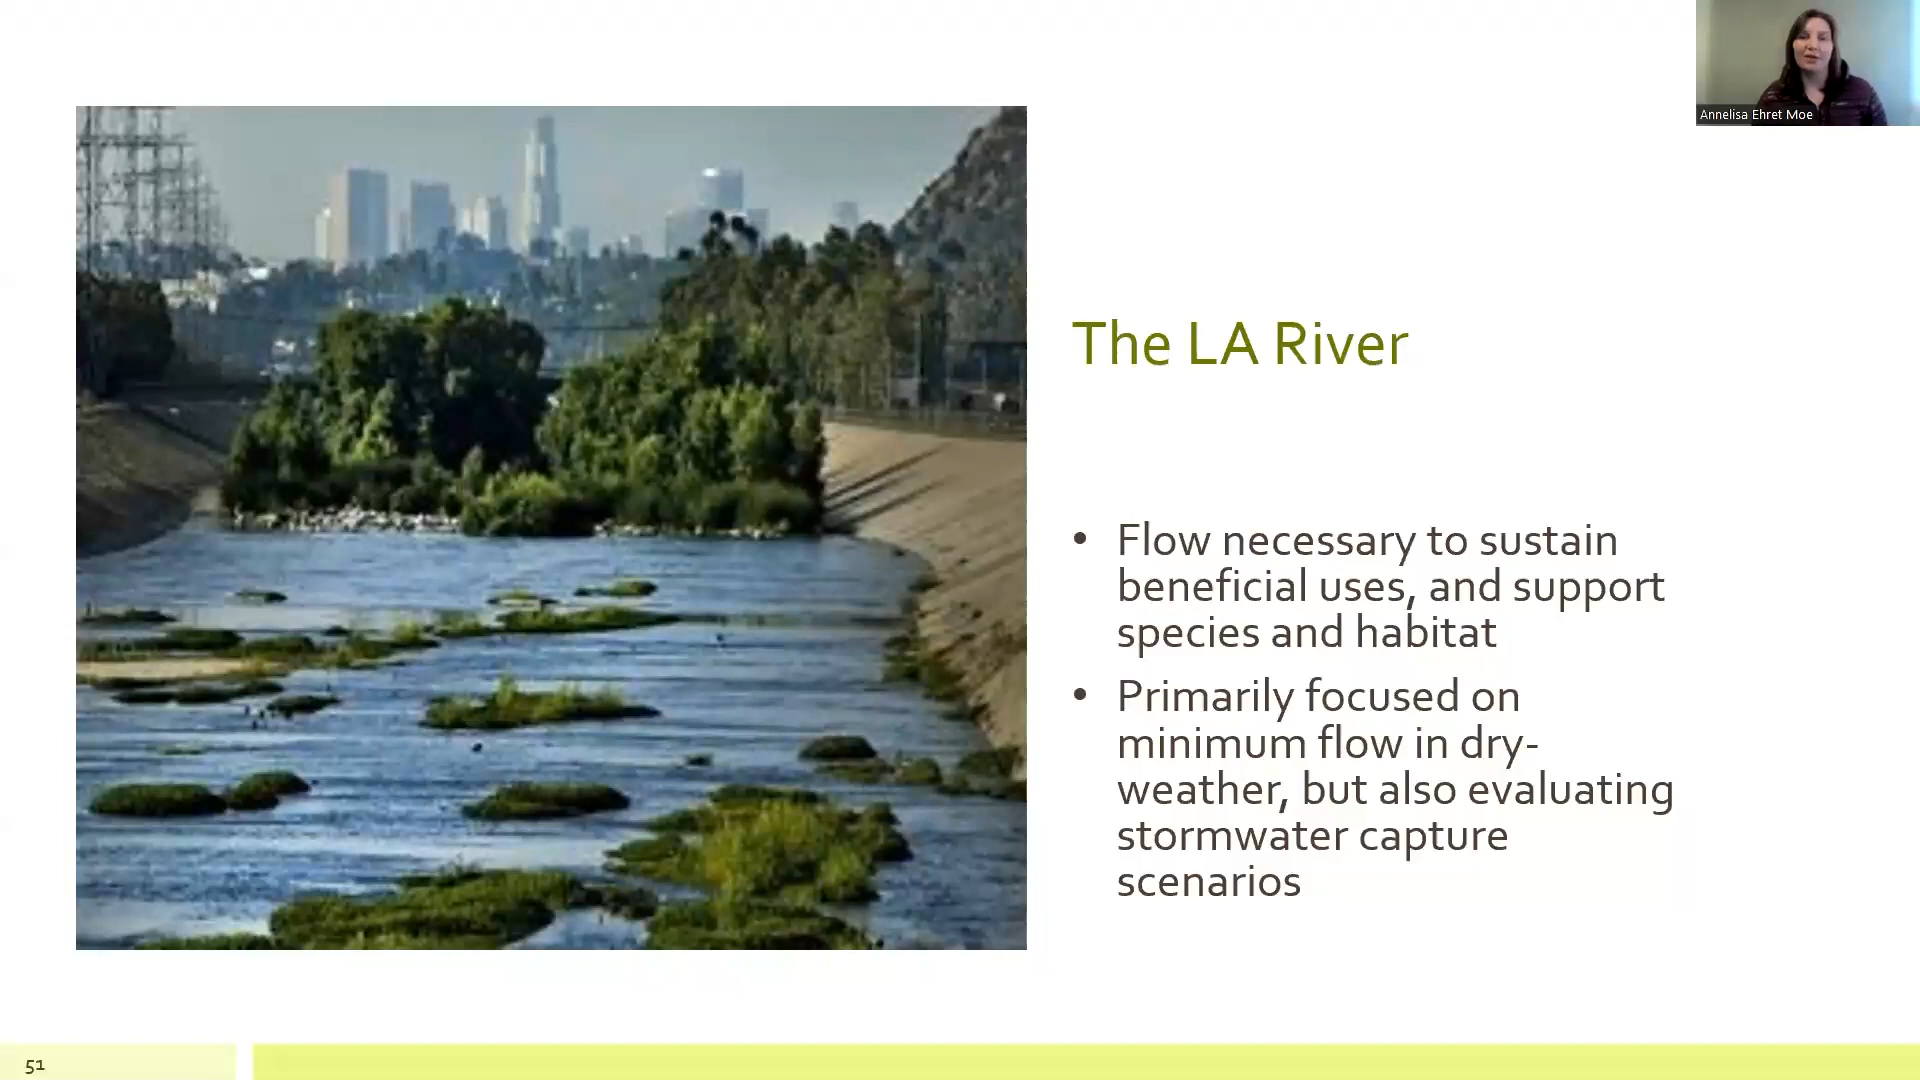 Annelisa Ehret Moe
The LA River
• Flow necessary to sustain
beneficial uses, and support
species and habitat
• Primarily focused on
minimum flow in dry-
weather, but also evaluating
stormwater capture
scenarios
51